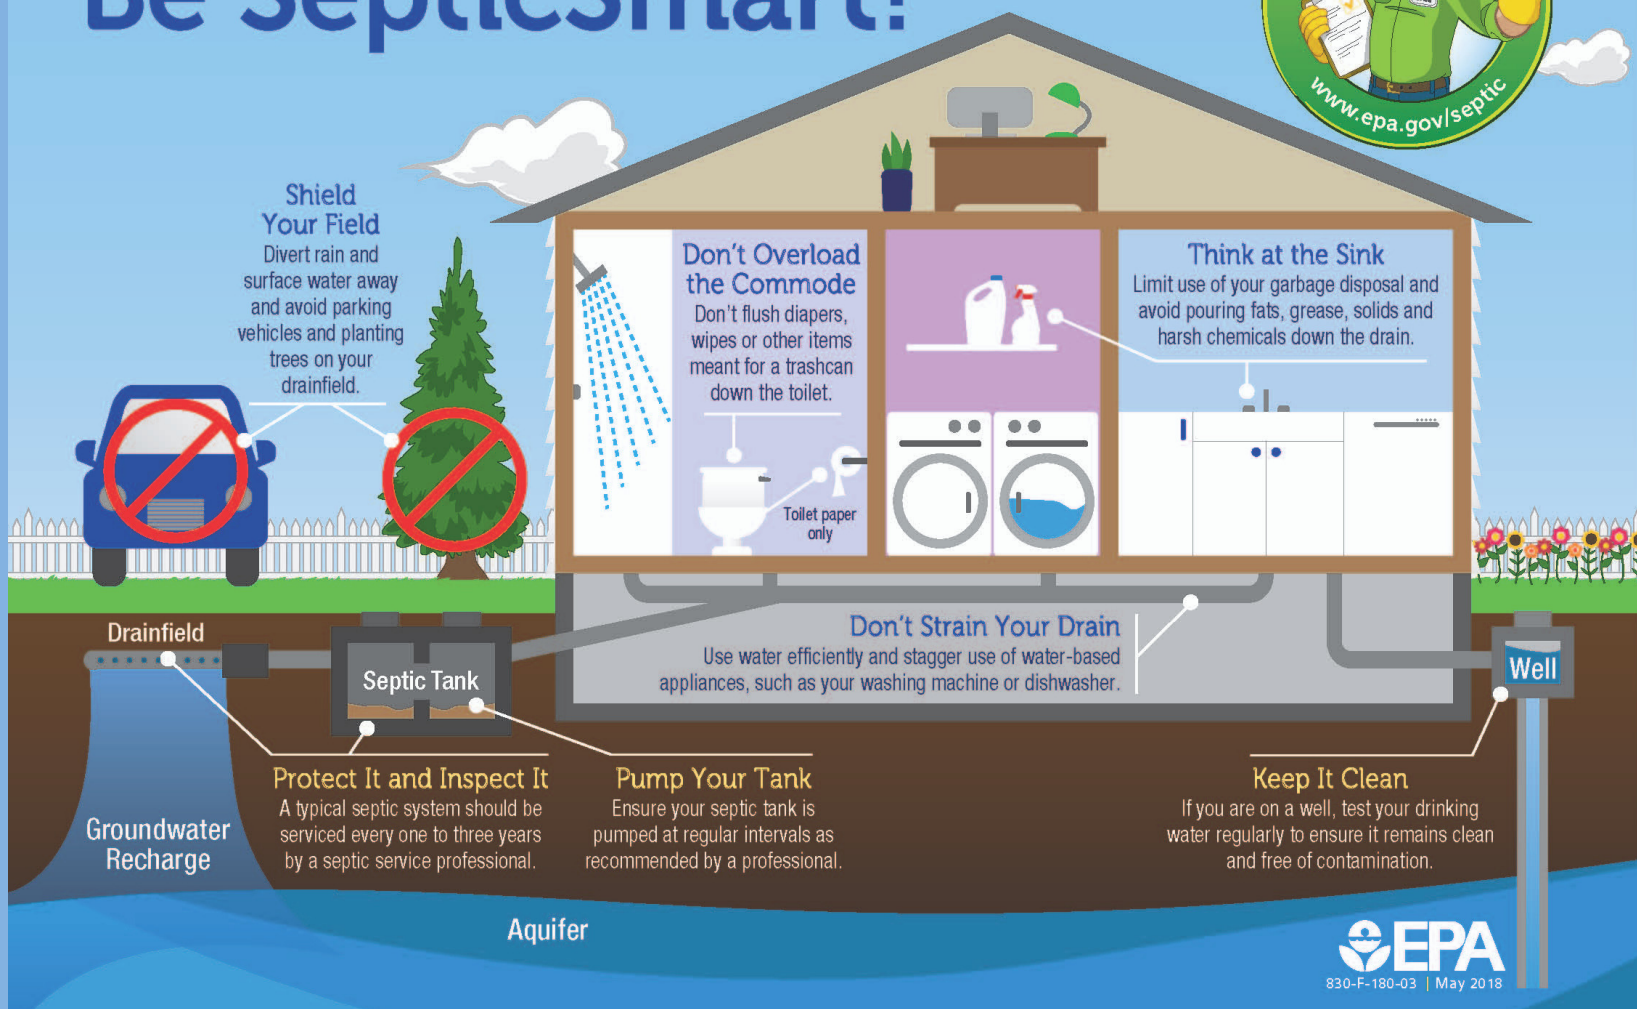 Be SepticSmart!
www.epa.gov/septic
Shield
Your Field
Divert rain and
surface water away
and avoid parking
vehicles and planting
trees on your
drainfield.
Don't Overload
the Commode
Don't flush diapers,
wipes or other items
meant for a trashcan
down the toilet.
Toilet paper
only
Think at the Sink
Limit use of your garbage disposal and
avoid pouring fats, grease, solids and
harsh chemicals down the drain.
Don't Strain Your Drain
Use water efficiently and stagger use of water-based
appliances, such as your washing machine or dishwasher.
Drainfield
Septic Tank
Well
Protect It and Inspect It
A typical septic system should be
serviced every one to three years
by a septic service professional.
Pump Your Tank
Ensure your septic tank is
pumped at regular intervals as
recommended by a professional.
Keep It Clean
If you are on a well, test your drinking
water regularly to ensure it remains clean
and free of contamination.
Groundwater
Recharge
Aquifer
EPA
830-F-180-03 | May 2018